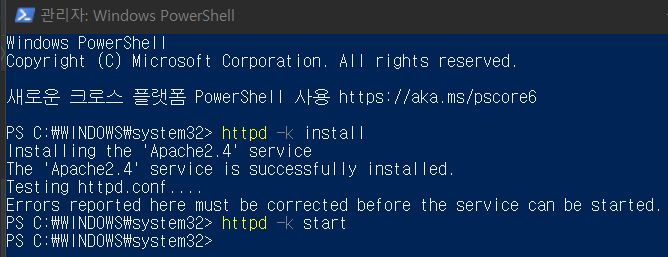 관리자: Windows PowerShell
Windows PowerShell
Copyright (C) Microsoft Corporation. All rights reserved.
새로운 크로스 플랫폼 PowerShell 사용 https://aka.ms/pscore6
PS C:₩WINDOWS₩system32> httpd -k install
Installing the 'Apache2.4' service
The 'Apache2.4' service is successfully installed.
Testing httpd.conf....
Errors reported here must be corrected before the service can be started.
PS C:₩WINDOWS₩system32> httpd -k start
PS C:₩WINDOWS₩system32>